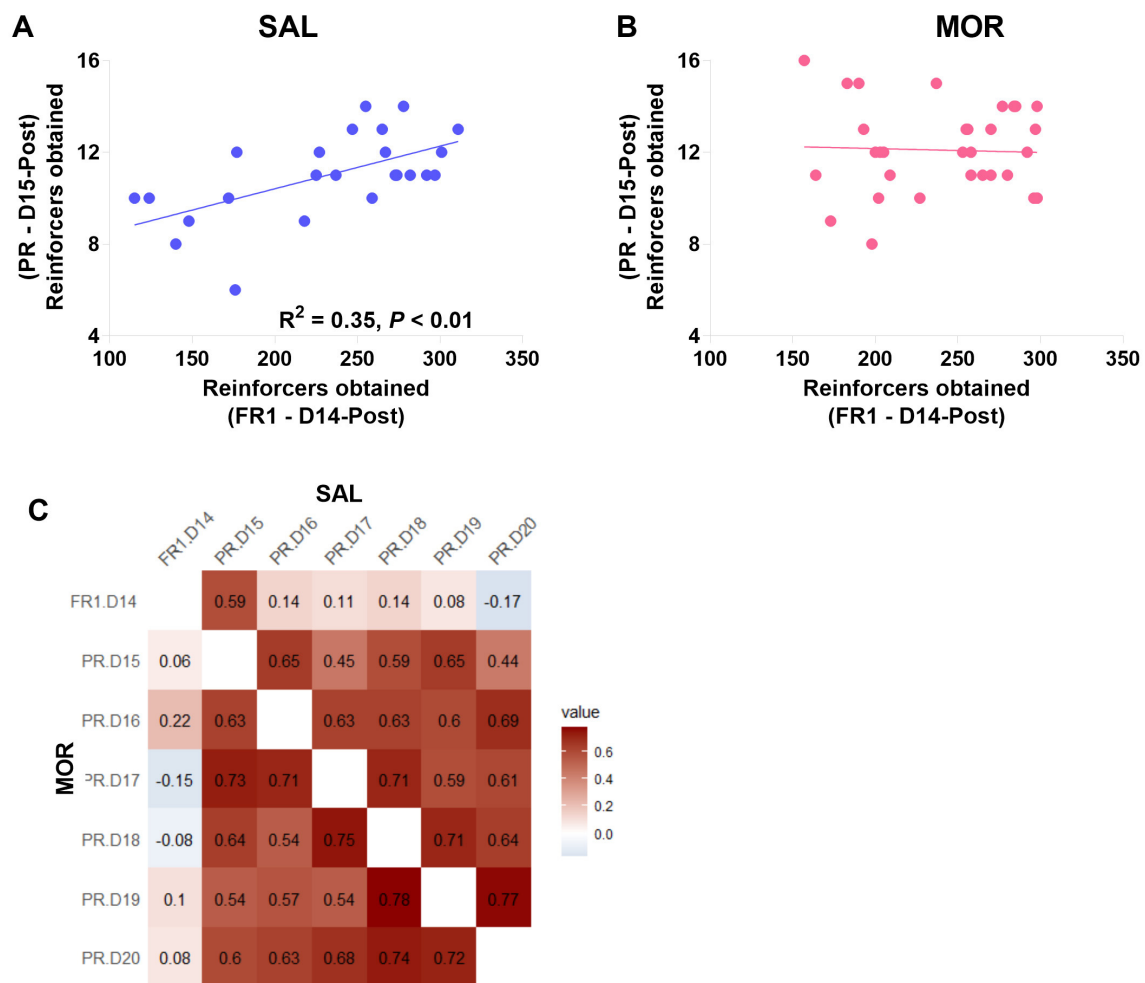 A
SAL
(PR - D15-Post)
Reinforcers obtained
16
12
8
4
R2 = 0.35, P < 0.01
100
150
200
250
300
350
Reinforcers obtained
(FR1 - D14-Post)
B
MOR
(PR - D15-Post)
Reinforcers obtained
16
12
8
4
100
150
200
250
300
350
Reinforcers obtained
(FR1 - D14-Post)
C
SAL
FR1.D14 PR.D15 PR.D16 PR.D17 PR.D18 PR.D19 PR.D20
MOR
FR1.D14 0.59 0.14 0.11 0.14 0.08 -0.17
PR.D15 0.06 0.65 0.45 0.59 0.65 0.44
PR.D16 0.22 0.63 0.63 0.63 0.6 0.69
PR.D17 -0.15 0.73 0.71 0.71 0.59 0.61
PR.D18 -0.08 0.64 0.54 0.75 0.71 0.64
PR.D19 0.1 0.54 0.57 0.54 0.78 0.77
PR.D20 0.08 0.6 0.63 0.68 0.74 0.72
value
0.6
0.4
0.2
0.0